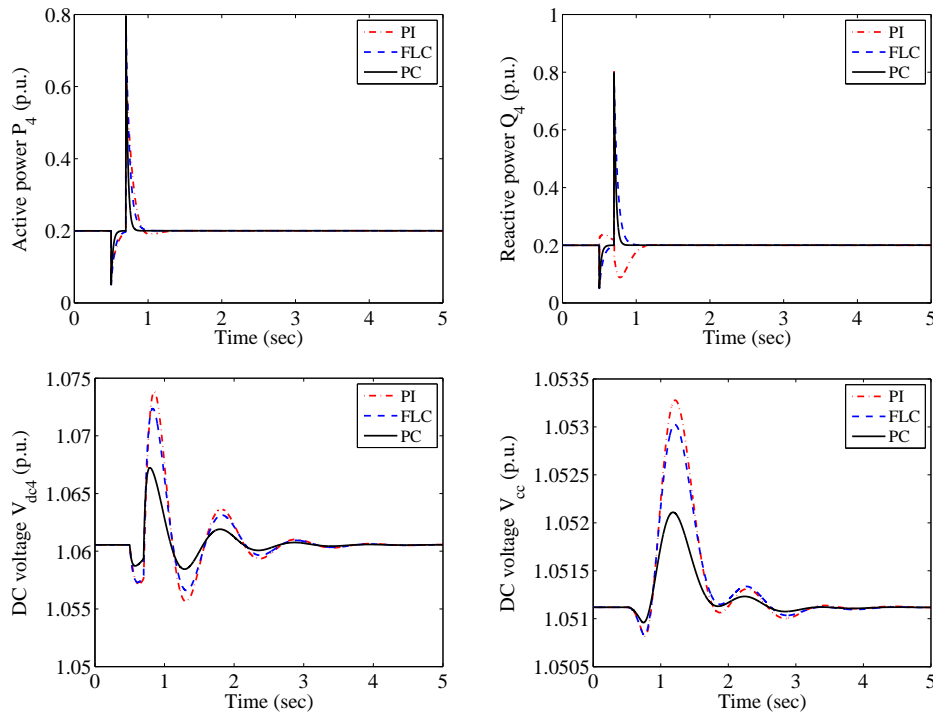 0.8
0.6
0.4
0.2
0
Active power P4 (p.u.)
PI
FLC
PC
0 1 2 3 4 5
Time (sec)
1
0.8
0.6
0.4
0.2
0
Reactive power Q4 (p.u.)
PI
FLC
PC
0 1 2 3 4 5
Time (sec)
1.075
1.07
1.065
1.06
1.055
1.05
DC voltage Vdc4 (p.u.)
PI
FLC
PC
0 1 2 3 4 5
Time (sec)
1.0535
1.053
1.0525
1.052
1.0515
1.051
1.0505
DC voltage Vcc (p.u.)
PI
FLC
PC
0 1 2 3 4 5
Time (sec)